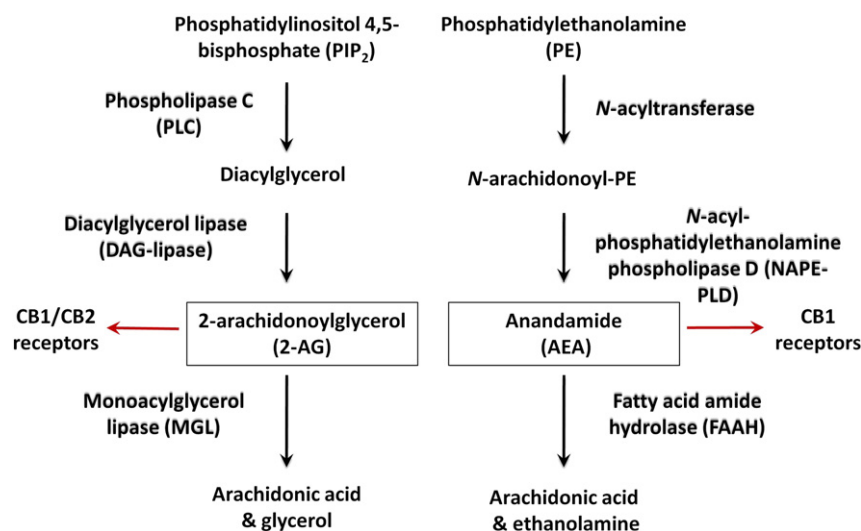 Phosphatidylinositol 4,5-
bisphosphate (PIP₂)
Phospholipase C
(PLC)
Diacylglycerol
Diacylglycerol lipase
(DAG-lipase)
CB1/CB2
receptors
2-arachidonoylglycerol
(2-AG)
Monoacylglycerol
lipase (MGL)
Arachidonic acid
& glycerol
Phosphatidylethanolamine
(PE)
N-acyltransferase
N-arachidonoyl-PE
N-acyl-
phosphatidylethanolamine
phospholipase D (NAPE-
PLD)
Anandamide
(AEA)
CB1
receptors
Fatty acid amide
hydrolase (FAAH)
Arachidonic acid
& ethanolamine